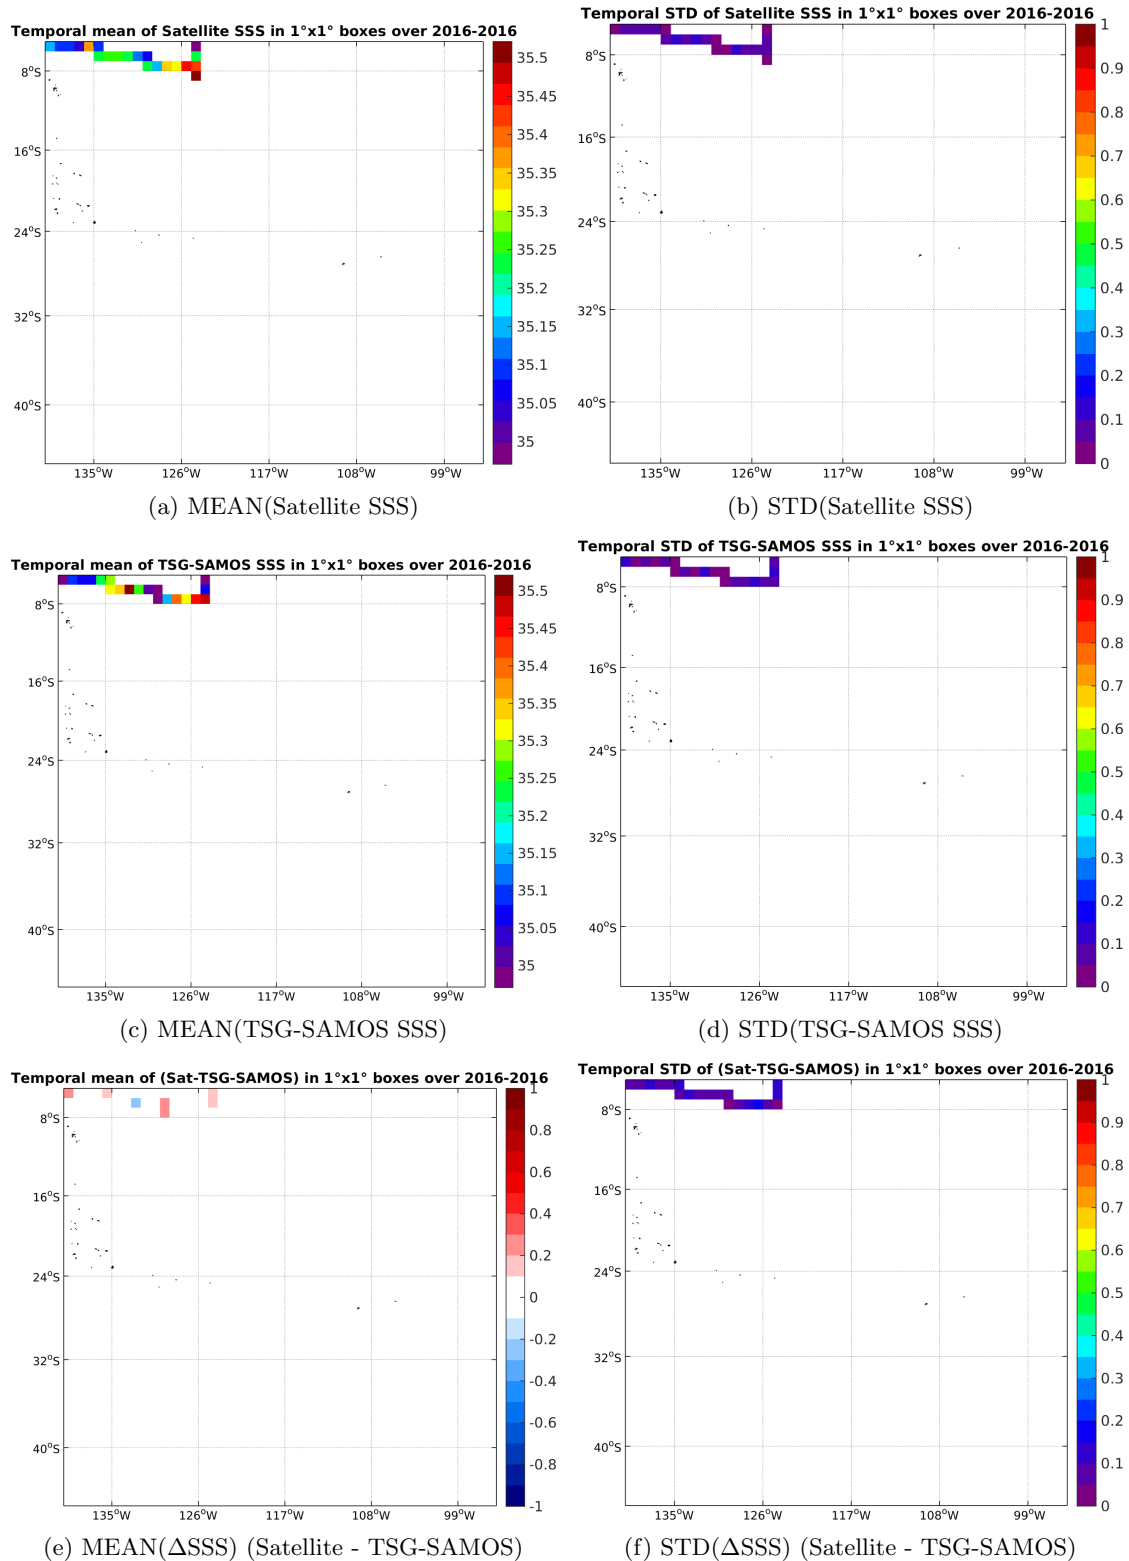 Temporal mean of Satellite SSS in 1°x1° boxes over 2016-2016
8°S
16°S
24°S
32°S
40°S
135°W 126°W 117°W 108°W 99°W
35.5
35.45
35.4
35.35
35.3
35.25
35.2
35.15
35.1
35.05
35
(a) MEAN(Satellite SSS)
Temporal STD of Satellite SSS in 1°x1° boxes over 2016-2016
8°S
16°S
24°S
32°S
40°S
135°W 126°W 117°W 108°W 99°W
1
0.9
0.8
0.7
0.6
0.5
0.4
0.3
0.2
0.1
0
(b) STD(Satellite SSS)
Temporal mean of TSG-SAMOS SSS in 1°x1° boxes over 2016-2016
8°S
16°S
24°S
32°S
40°S
135°W 126°W 117°W 108°W 99°W
35.5
35.45
35.4
35.35
35.3
35.25
35.2
35.15
35.1
35.05
35
(c) MEAN(TSG-SAMOS SSS)
Temporal STD of TSG-SAMOS SSS in 1°x1° boxes over 2016-2016
8°S
16°S
24°S
32°S
40°S
135°W 126°W 117°W 108°W 99°W
1
0.9
0.8
0.7
0.6
0.5
0.4
0.3
0.2
0.1
0
(d) STD(TSG-SAMOS SSS)
Temporal mean of (Sat-TSG-SAMOS) in 1°x1° boxes over 2016-2016
8°S
16°S
24°S
32°S
40°S
135°W 126°W 117°W 108°W 99°W
1
0.8
0.6
0.4
0.2
0
-0.2
-0.4
-0.6
-0.8
-1
(e) MEAN(ΔSSS) (Satellite - TSG-SAMOS)
Temporal STD of (Sat-TSG-SAMOS) in 1°x1° boxes over 2016-2016
8°S
16°S
24°S
32°S
40°S
135°W 126°W 117°W 108°W 99°W
1
0.9
0.8
0.7
0.6
0.5
0.4
0.3
0.2
0.1
0
(f) STD(ΔSSS) (Satellite - TSG-SAMOS)